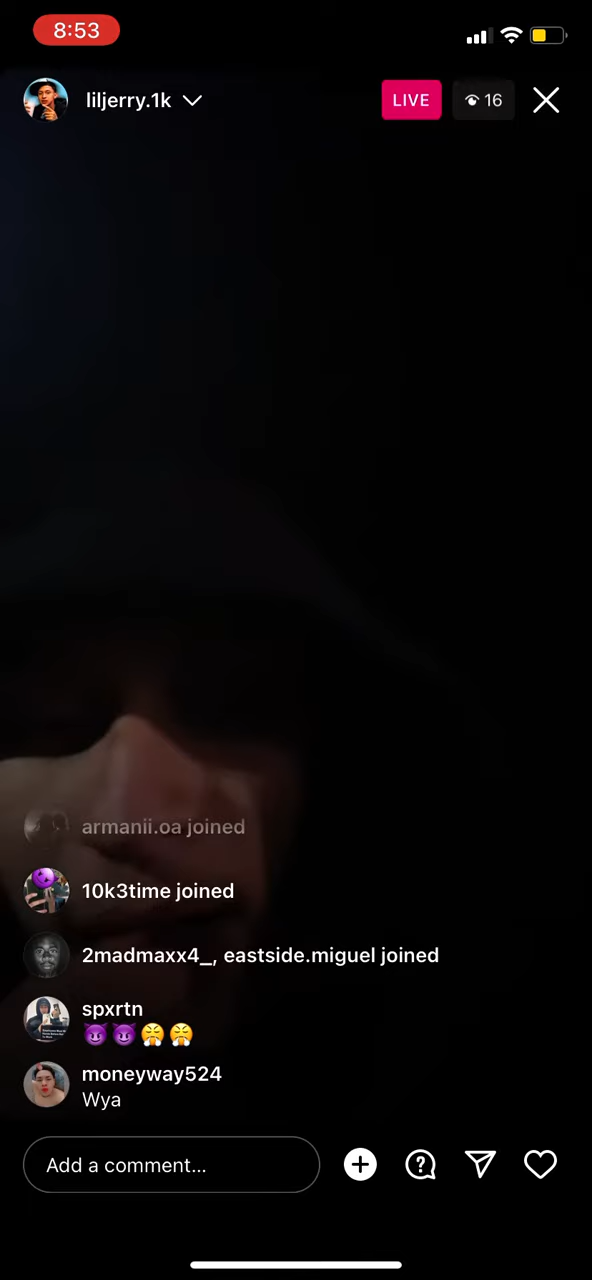 8:53
liljerry.1k
LIVE
16
armanii.oa joined
10k3time joined
2madmaxx4_, eastside.miguel joined
spxrtn
😈😈😤😤
moneyway524
Wya
Add a comment...